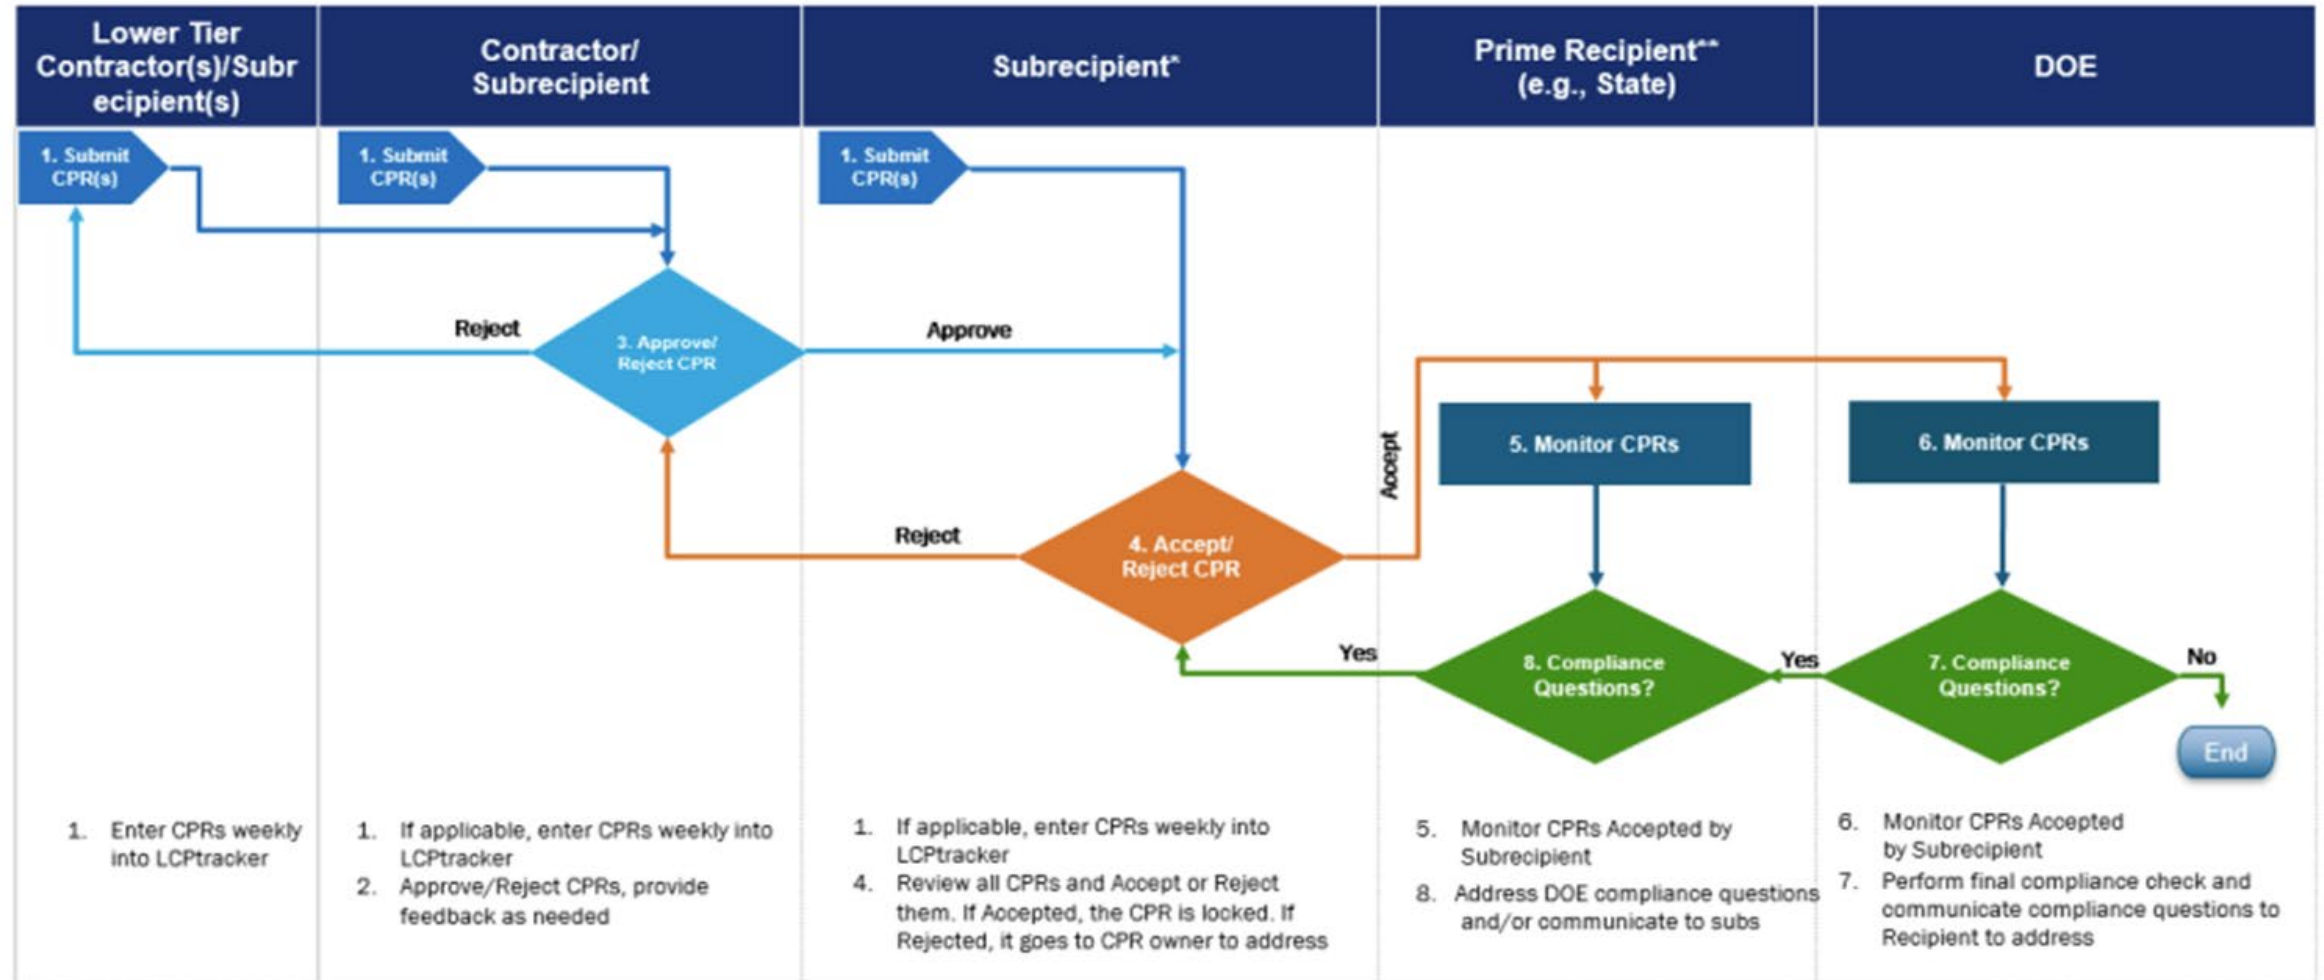 Lower Tier
Contractor(s)/Subr
ecipient(s)
Contractor/
Subrecipient
Subrecipient*
Prime Recipient**
(e.g., State)
DOE
1. Submit
CPR(s)
1. Submit
CPR(s)
1. Submit
CPR(s)
Reject
3. Approve/
Reject CPR
Approve
Accept
5. Monitor CPRs
6. Monitor CPRs
Reject
4. Accept/
Reject CPR
Yes
8. Compliance
Questions?
Yes
7. Compliance
Questions?
No
End
1. Enter CPRs weekly
into LCPtracker
1. If applicable, enter CPRs weekly into
LCPtracker
2. Approve/Reject CPRs, provide
feedback as needed
1. If applicable, enter CPRs weekly into
LCPtracker
4. Review all CPRs and Accept or Reject
them. If Accepted, the CPR is locked. If
Rejected, it goes to CPR owner to address
5. Monitor CPRs Accepted by
Subrecipient
8. Address DOE compliance questions
and/or communicate to subs
6. Monitor CPRs Accepted
by Subrecipient
7. Perform final compliance check and
communicate compliance questions to
Recipient to address